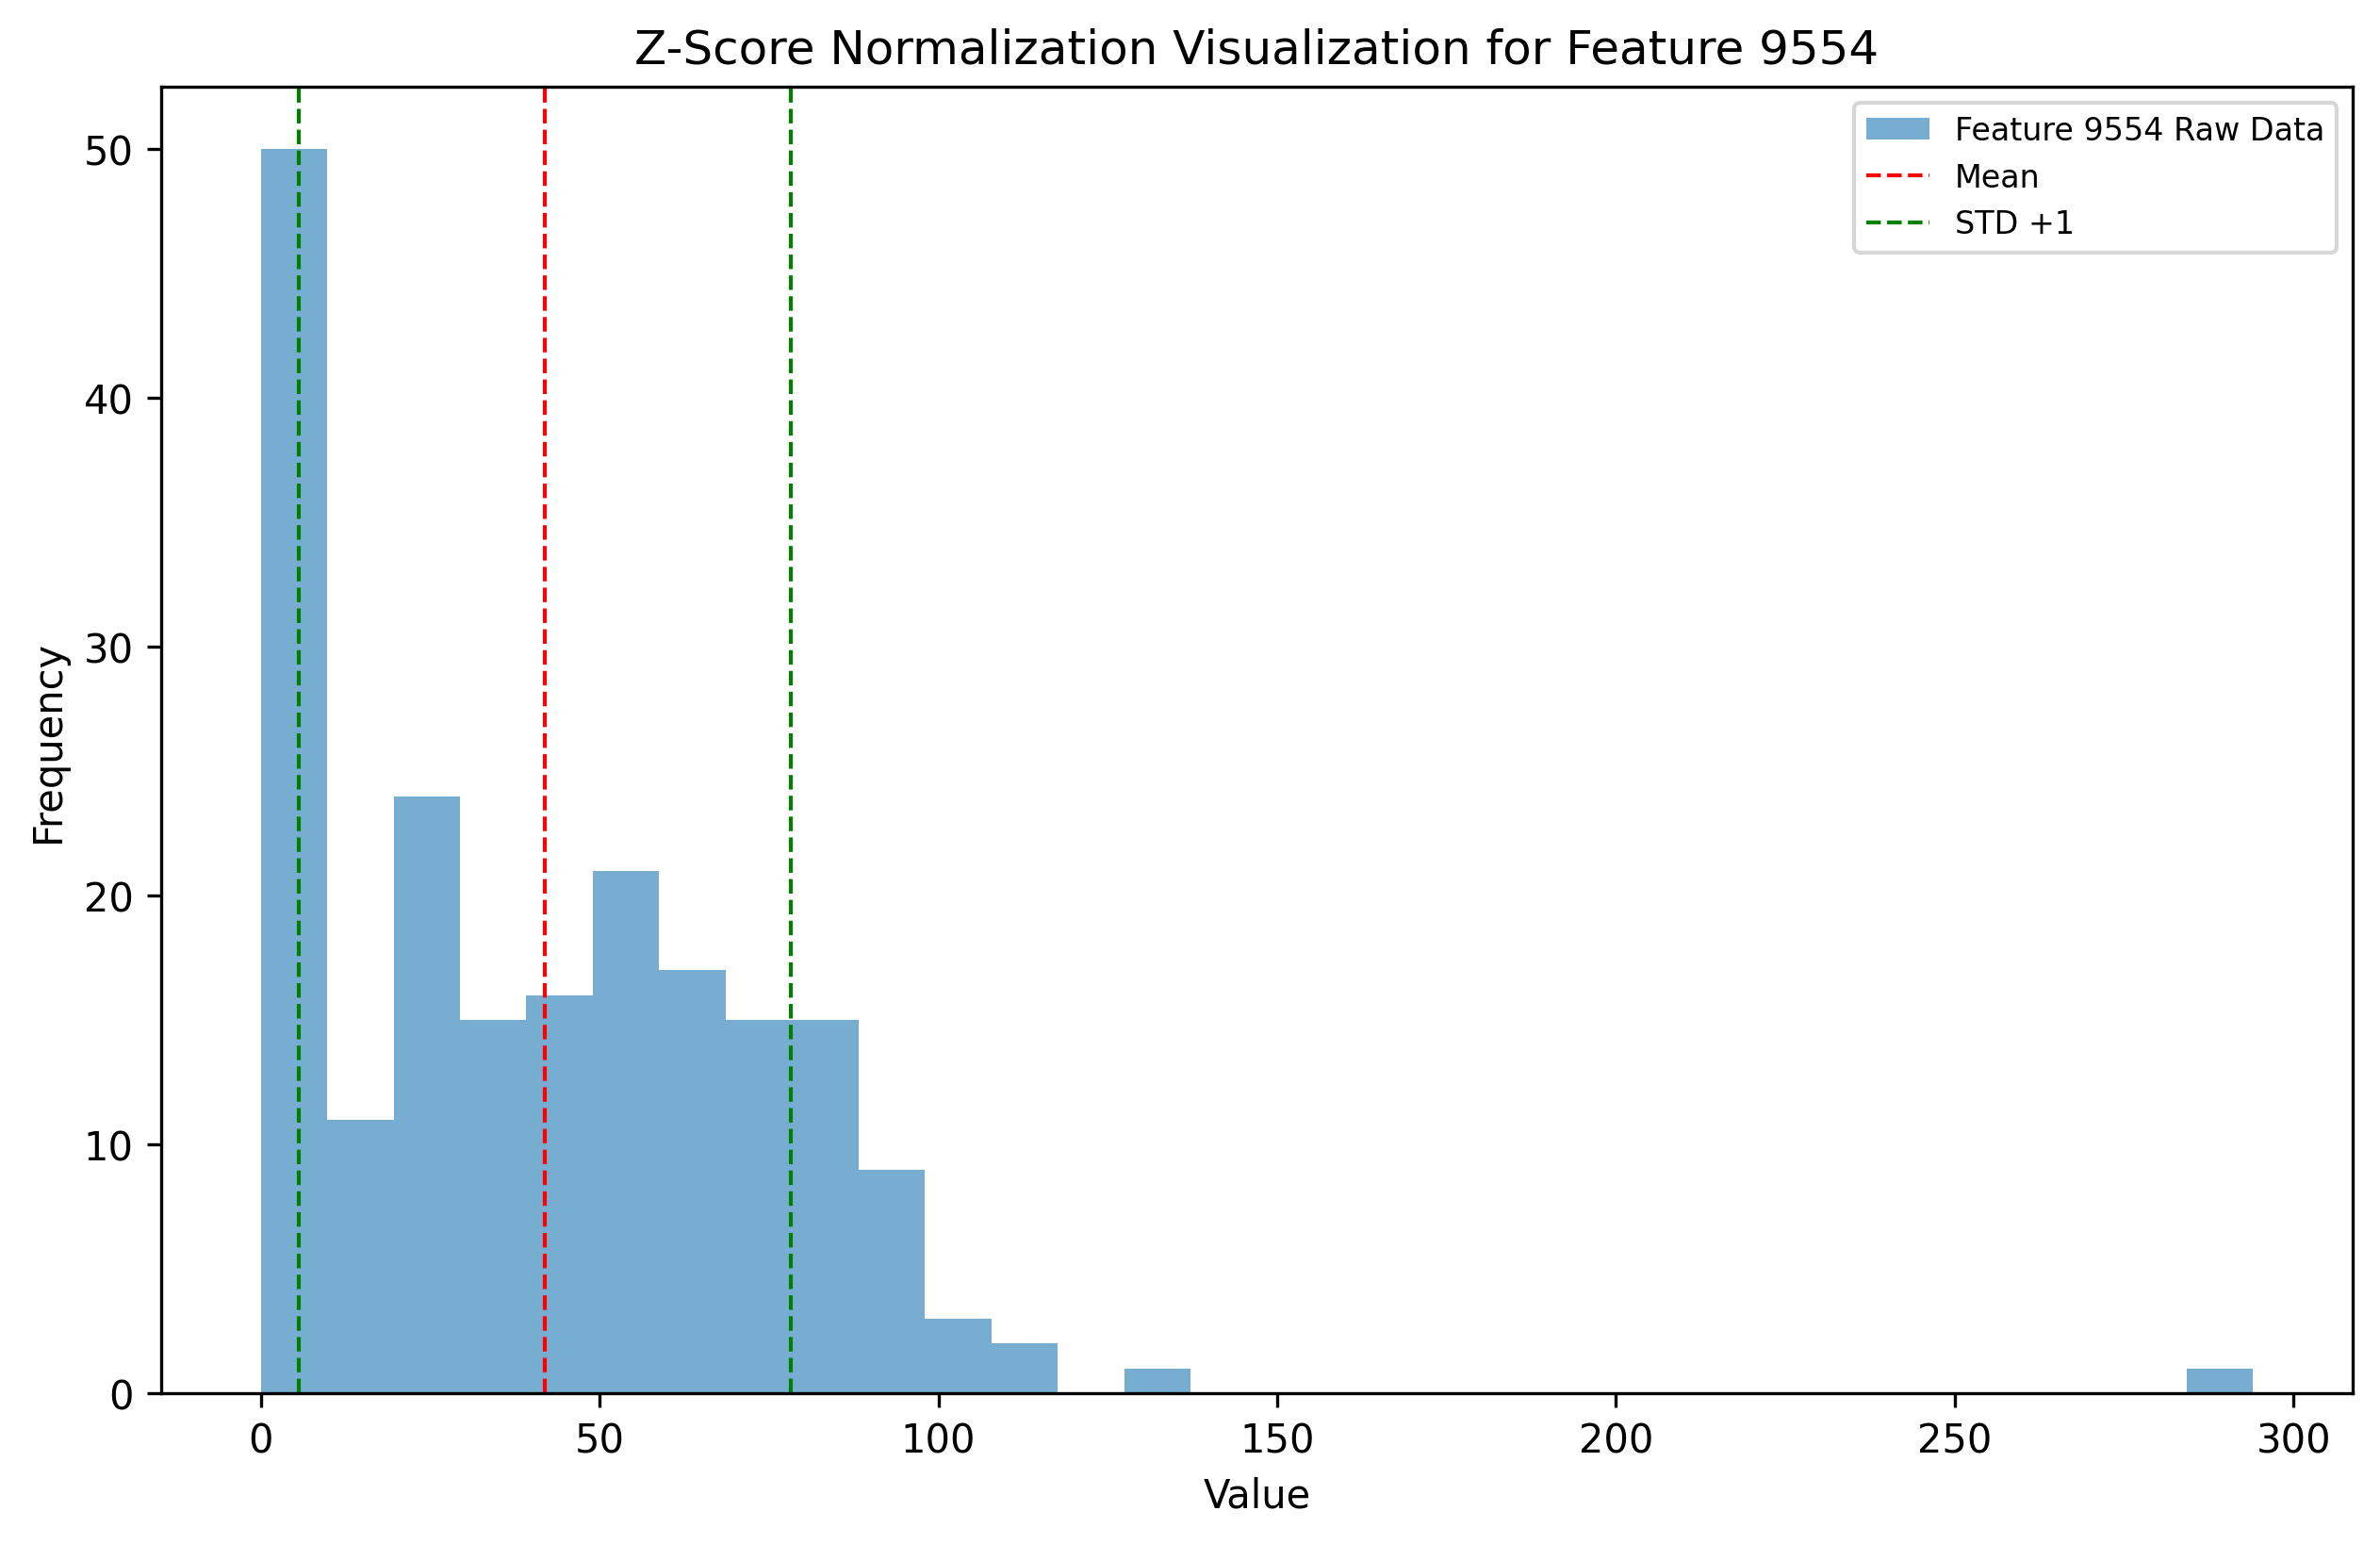 Z-Score Normalization Visualization for Feature 9554
Feature 9554 Raw Data
Mean
STD +1
Frequency
50
40
30
20
10
0
0 50 100 150 200 250 300
Value